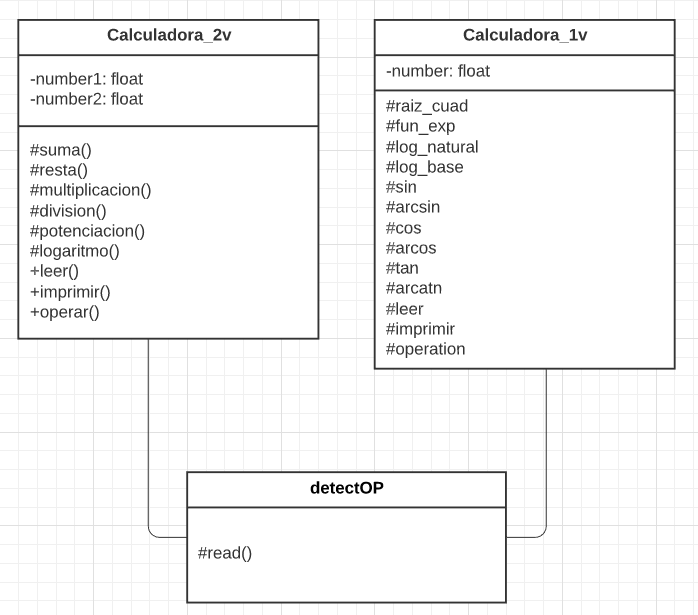 Calculadora_2v
-number1: float
-number2: float
#suma()
#resta()
#multiplicacion()
#division()
#potenciacion()
#logaritmo()
+leer()
+imprimir()
+operar()
Calculadora_1v
-number: float
#raiz_cuad
#fun_exp
#log_natural
#log_base
#sin
#arcsin
#cos
#arcos
#tan
#arcatn
#leer
#imprimir
#operation
detectOP
#read()